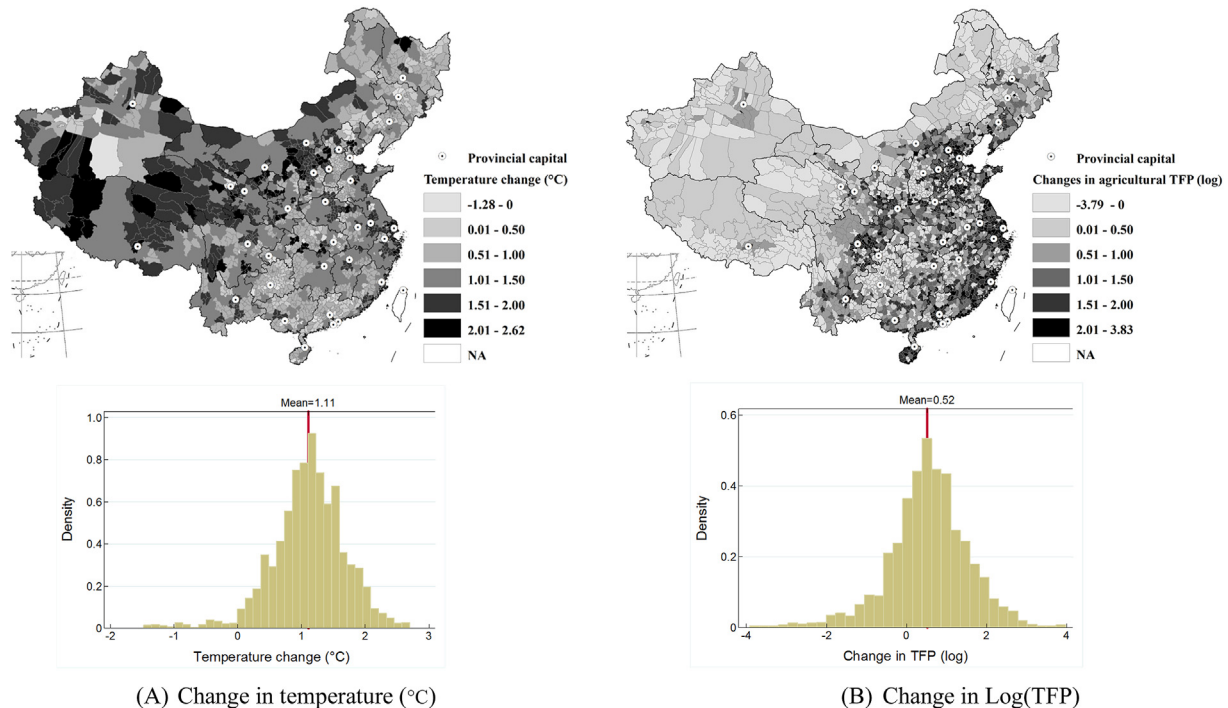 Provincial capital
Temperature change (°C)
-1.28 - 0
0.01 - 0.50
0.51 - 1.00
1.01 - 1.50
1.51 - 2.00
2.01 - 2.62
NA
Provincial capital
Changes in agricultural TFP (log)
-3.79 - 0
0.01 - 0.50
0.51 - 1.00
1.01 - 1.50
1.51 - 2.00
2.01 - 3.83
NA
Mean=1.11
1.0
0.8
0.6
0.4
0.2
0
Density
-2 -1 0 1 2 3
Temperature change (°C)
Mean=0.52
0.6
0.4
0.2
0
Density
-4 -2 0 2 4
Change in TFP (log)
(A) Change in temperature (°C)
(B) Change in Log(TFP)